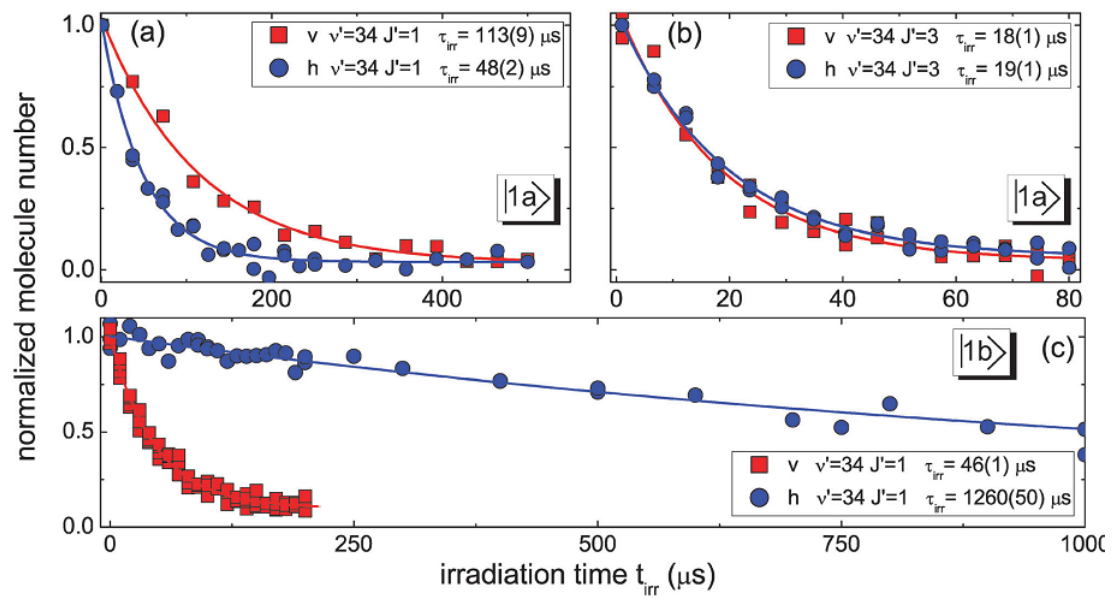 normalized molecule number
(a)
v ν'=34 J'=1 τirr= 113(9) μs
h ν'=34 J'=1 τirr= 48(2) μs
|1a>
1.0
0.5
0.0
0 200 400
(b)
v ν'=34 J'=3 τirr= 18(1) μs
h ν'=34 J'=3 τirr= 19(1) μs
|1a>
0 20 40 60 80
|1b>
(c)
1.0
0.5
0.0
v ν'=34 J'=1 τirr= 46(1) μs
h ν'=34 J'=1 τirr= 1260(50) μs
0 250 500 750 1000
irradiation time tirr (μs)